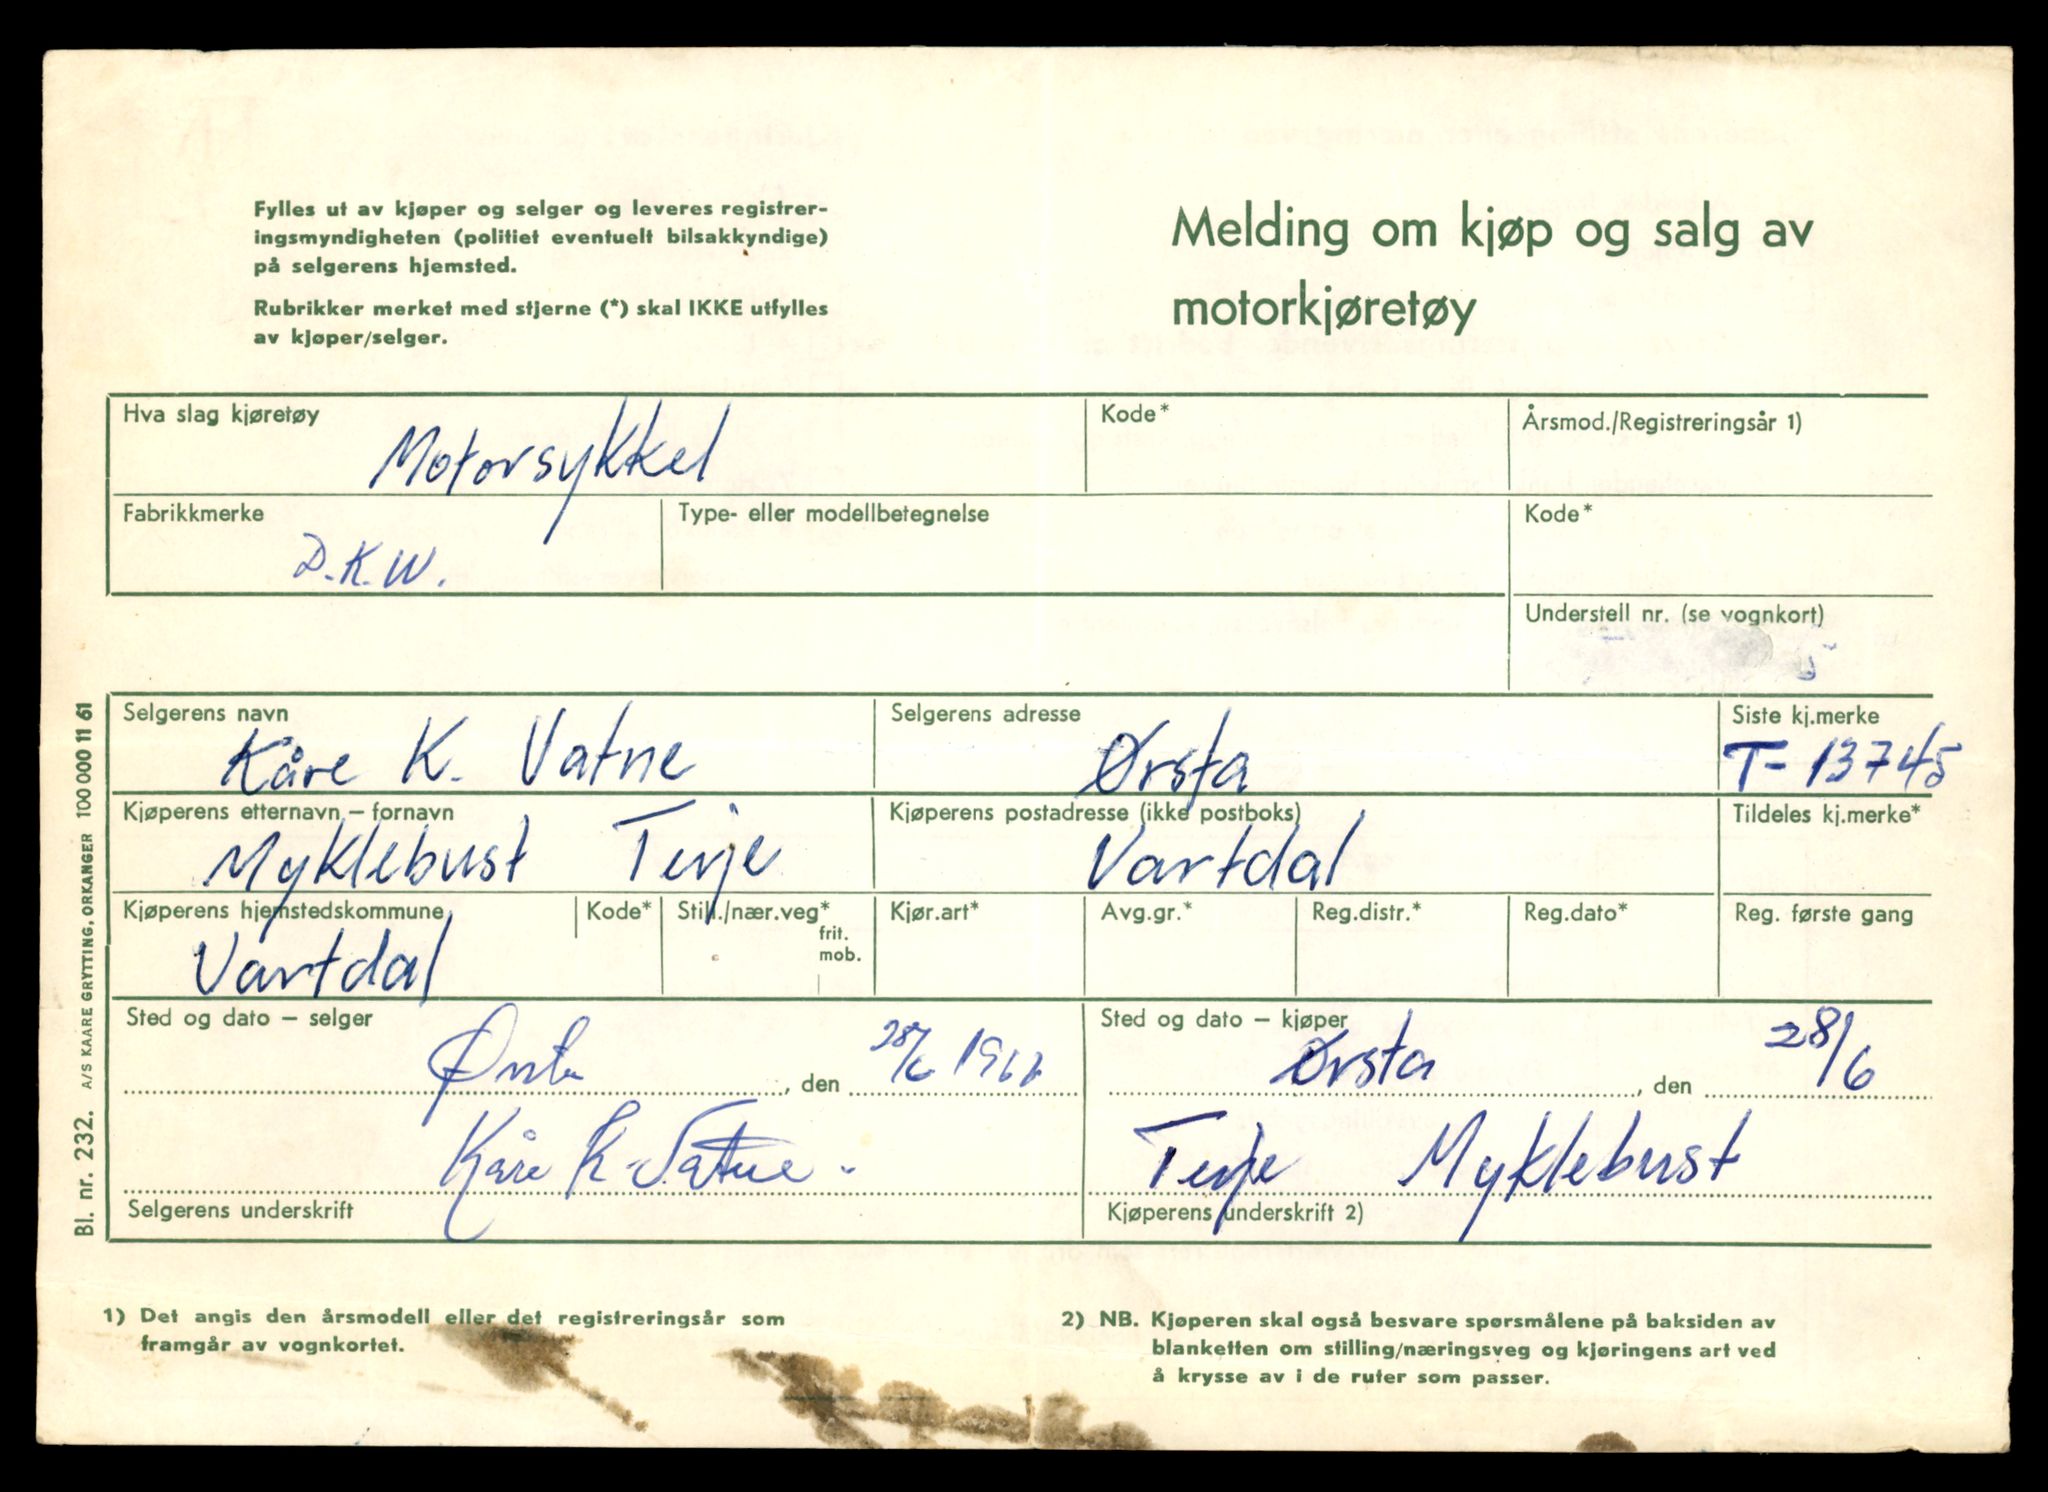 Fylles ut av kjøper og selger og leveres registrer-
ingsmyndigheten (politiet eventuelt bilsakkyndige)
på selgerens hjemsted.
Rubrikker merket med stjerne (*) skal IKKE utfylles
av kjøper/selger.
Melding om kjøp og salg av
motorkjøretøy
Hva slag kjøretøy
Motorsykkel
Kode*
Årsmod./Registreringsår 1)
Fabrikkmerke
D.K.W.
Type- eller modellbetegnelse
Kode*
Understell nr. (se vognkort)
Selgerens navn
Kåre K. Vatne
Selgerens adresse
Ørsta
Siste kj.merke
T-13745
Kjøperens etternavn – fornavn
Myklebust Terje
Kjøperens postadresse (ikke postboks)
Vartdal
Tildeles kj.merke*
Kjøperens hjemstedskommune
Vartdal
Kode*
Still./nær.veg*
frit.
mob.
Kjør.art*
Avg.gr.*
Reg.distr.*
Reg.dato*
Reg. første gang
Sted og dato – selger
Ørsta, den 28/6
Kåre K. Vatne.
Selgerens underskrift
Sted og dato – kjøper
Ørsta, den 28/6
Terje Myklebust
Kjøperens underskrift 2)
1) Det angis den årsmodell eller det registreringsår som
framgår av vognkortet.
2) NB. Kjøperen skal også besvare spørsmålene på baksiden av
blanketten om stilling/næringsveg og kjøringens art ved
å krysse av i de ruter som passer.
Bl. nr. 232. A/S KAARE GRYTTING, ORKANGER 100 000 11 61